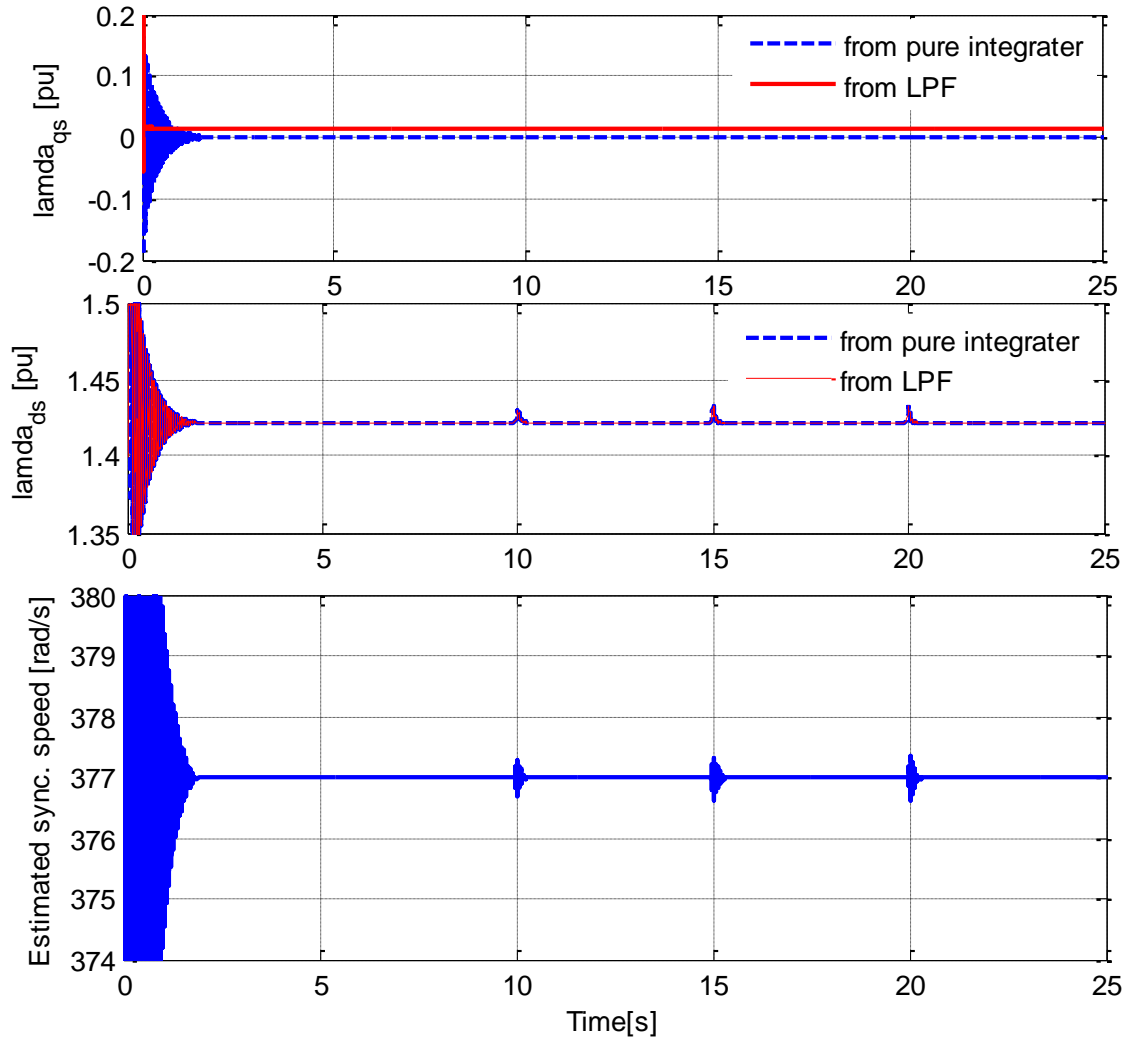 0.2
0.1
0
-0.1
-0.2
lamda_qs [pu]
from pure integrater
from LPF
0 5 10 15 20 25
1.5
1.45
1.4
1.35
lamda_ds [pu]
from pure integrater
from LPF
0 5 10 15 20 25
380
379
378
377
376
375
374
Estimated sync. speed [rad/s]
0 5 10 15 20 25
Time[s]